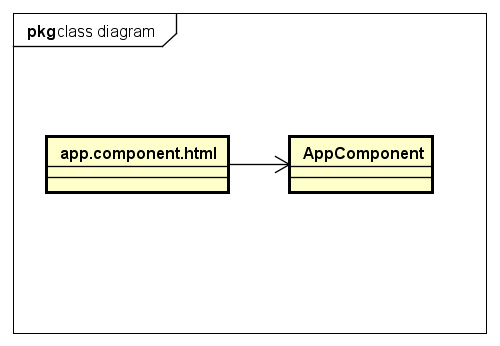 pkgclass diagram
app.component.html
AppComponent